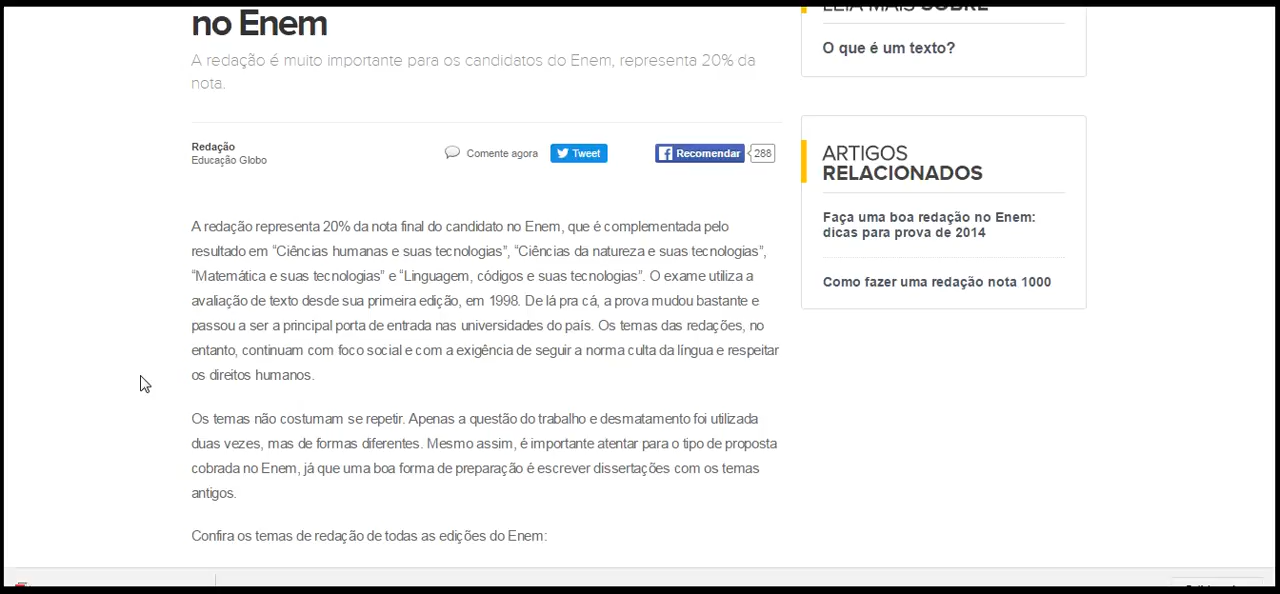 no Enem
A redação é muito importante para os candidatos do Enem, representa 20% da
nota.
Redação
Educação Globo
Comente agora
Tweet
Recomendar
288
A redação representa 20% da nota final do candidato no Enem, que é complementada pelo
resultado em “Ciências humanas e suas tecnologias”, “Ciências da natureza e suas tecnologias”,
“Matemática e suas tecnologias” e “Linguagem, códigos e suas tecnologias”. O exame utiliza a
avaliação de texto desde sua primeira edição, em 1998. De lá pra cá, a prova mudou bastante e
passou a ser a principal porta de entrada nas universidades do país. Os temas das redações, no
entanto, continuam com foco social e com a exigência de seguir a norma culta da língua e respeitar
os direitos humanos.
Os temas não costumam se repetir. Apenas a questão do trabalho e desmatamento foi utilizada
duas vezes, mas de formas diferentes. Mesmo assim, é importante atentar para o tipo de proposta
cobrada no Enem, já que uma boa forma de preparação é escrever dissertações com os temas
antigos.
Confira os temas de redação de todas as edições do Enem:
LEIA MAIS SOBRE
O que é um texto?
ARTIGOS
RELACIONADOS
Faça uma boa redação no Enem:
dicas para prova de 2014
Como fazer uma redação nota 1000